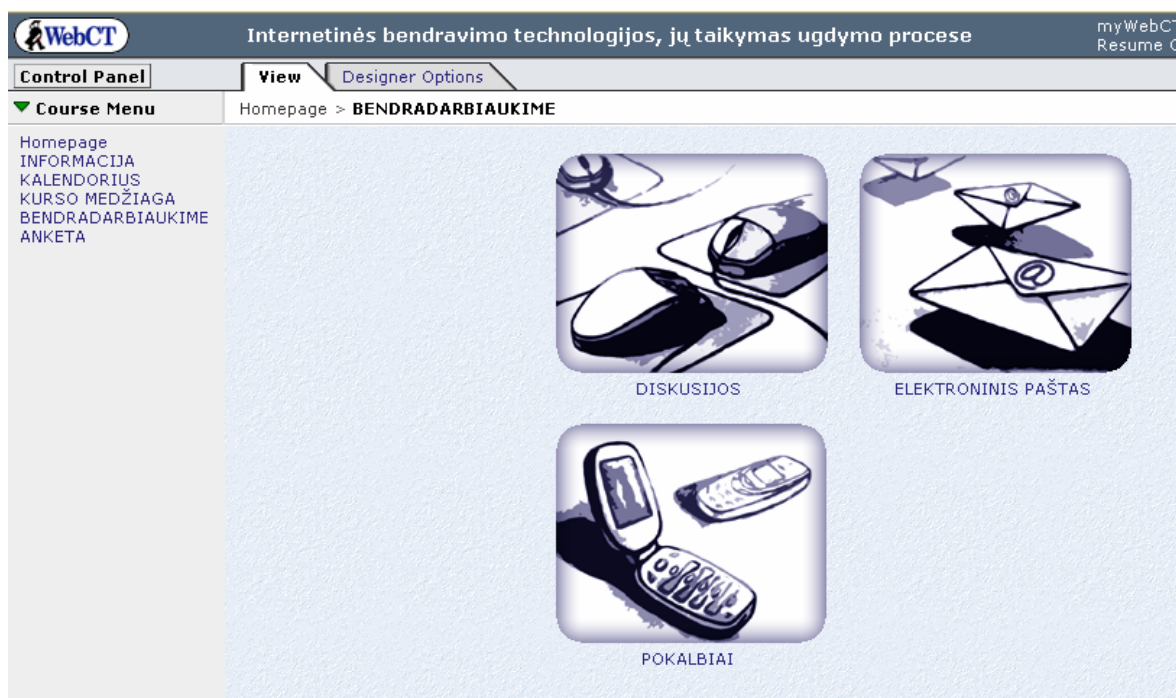 WebCT
Internetinės bendravimo technologijos, jų taikymas ugdymo procese
myWebCT
Resume
Control Panel
View
Designer Options
Course Menu
Homepage > BENDRADARBIAUKIME
Homepage
INFORMACIJA
KALENDORIUS
KURSO MEDŽIAGA
BENDRADARBIAUKIME
ANKETA
@
@
DISKUSIJOS
ELEKTRONINIS PAŠTAS
POKALBIAI